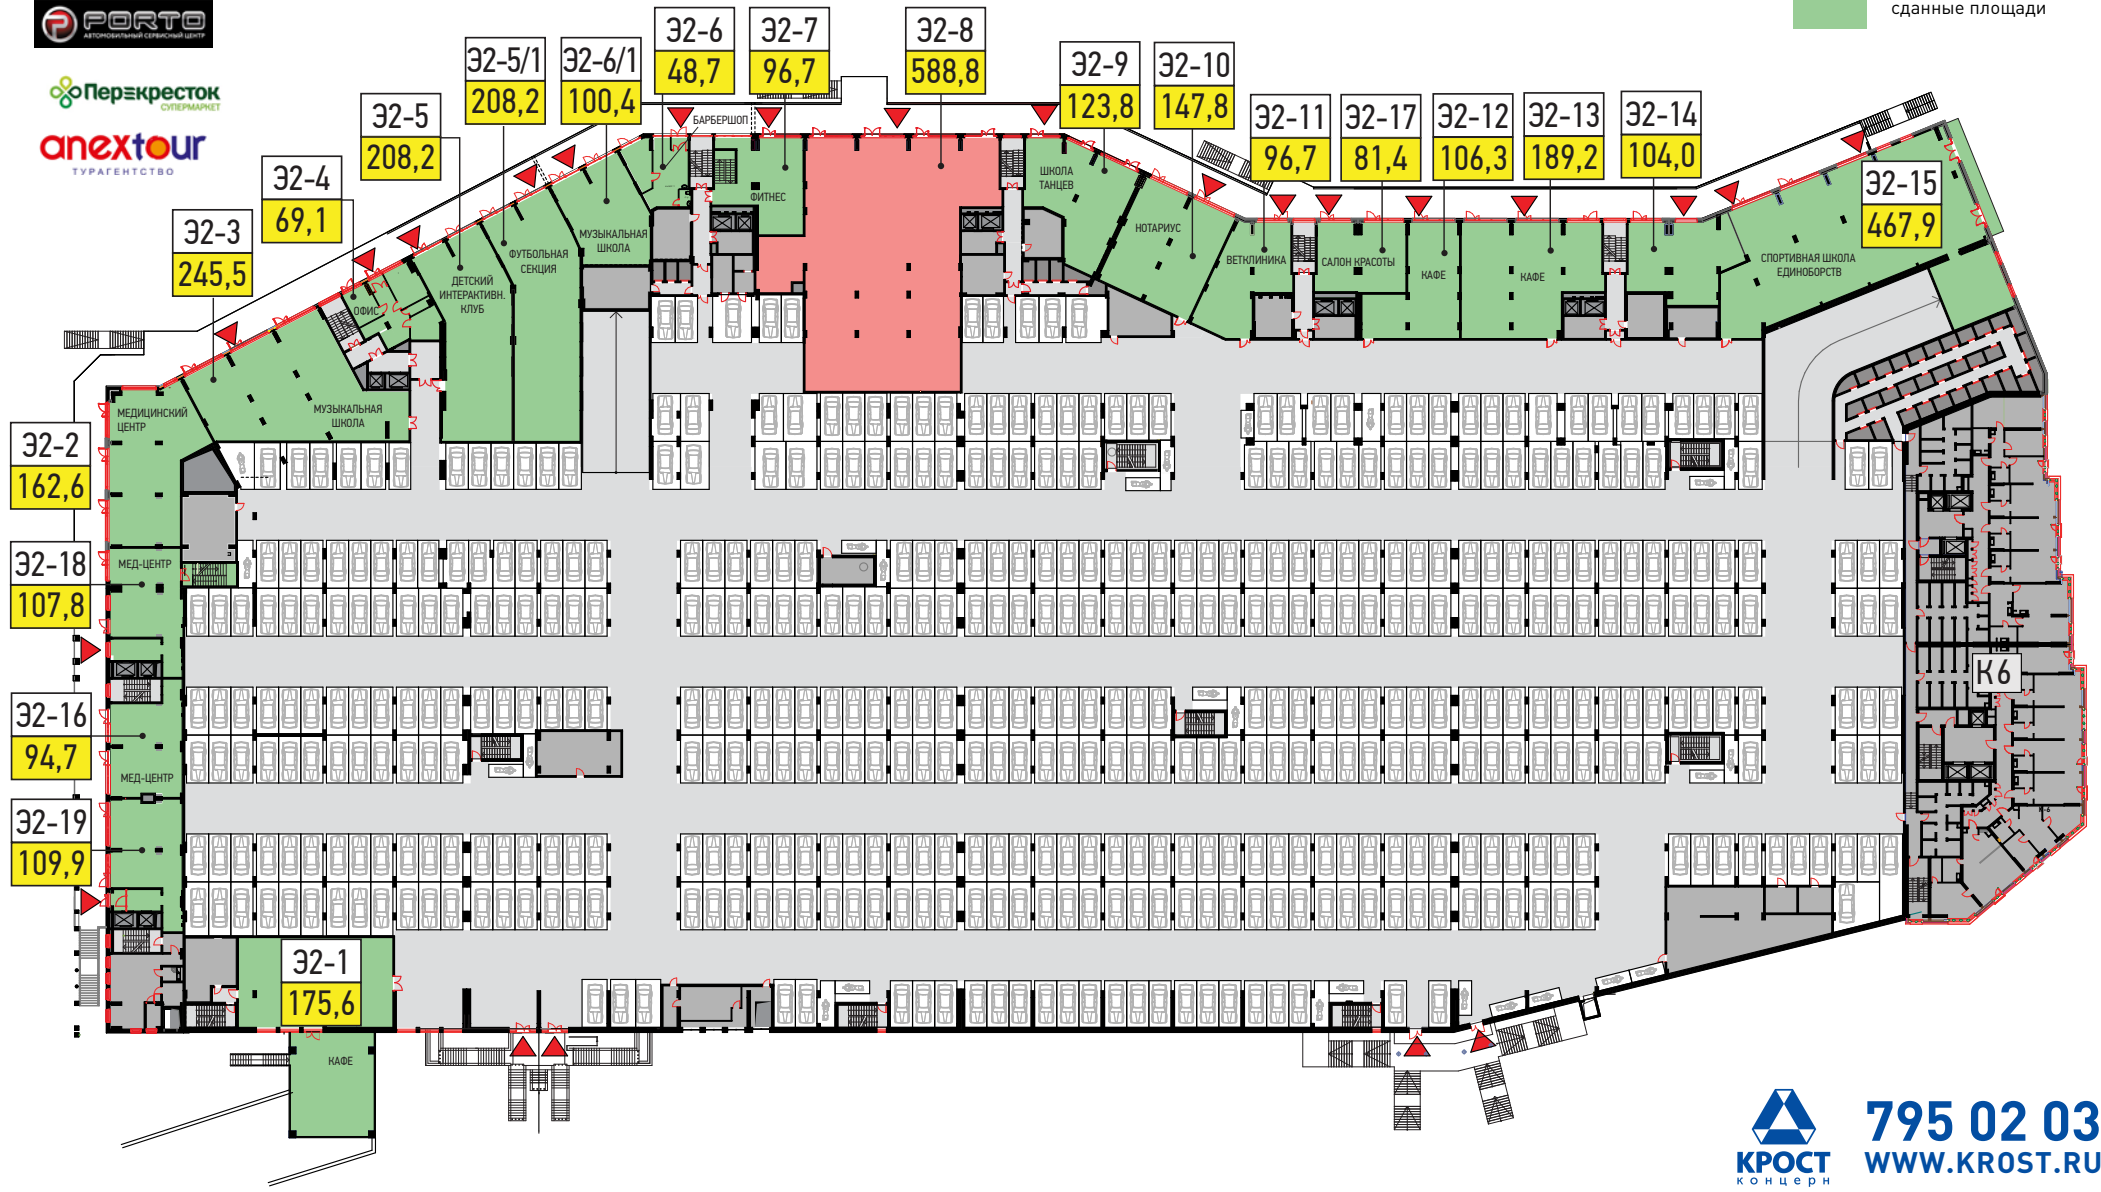 PORTO
АВТОМОБИЛЬНЫЙ СЕРВИСНЫЙ ЦЕНТР
Перекресток
СУПЕРМАРКЕТ
anextour
ТУРАГЕНТСТВО
сданные площади
Э2-6
48,7
Э2-7
96,7
Э2-8
588,8
Э2-5/1
208,2
Э2-6/1
100,4
Э2-9
123,8
Э2-10
147,8
Э2-5
208,2
Э2-11
96,7
Э2-17
81,4
Э2-12
106,3
Э2-13
189,2
Э2-14
104,0
Э2-4
69,1
Э2-15
467,9
Э2-3
245,5
БАРБЕРШОП
ФИТНЕС
ШКОЛА
ТАНЦЕВ
НОТАРИУС
МУЗЫКАЛЬНАЯ
ШКОЛА
ФУТБОЛЬНАЯ
СЕКЦИЯ
ДЕТСКИЙ
ИНТЕРАКТИВН.
КЛУБ
ВЕТКЛИНИКА
САЛОН КРАСОТЫ
КАФЕ
КАФЕ
СПОРТИВНАЯ ШКОЛА
ЕДИНОБОРСТВ
ОФИС
МУЗЫКАЛЬНАЯ
ШКОЛА
МЕДИЦИНСКИЙ
ЦЕНТР
Э2-2
162,6
Э2-18
107,8
МЕД-ЦЕНТР
К6
Э2-16
94,7
МЕД-ЦЕНТР
Э2-19
109,9
Э2-1
175,6
КАФЕ
КРОСТ
КОНЦЕРН
795 02 03
WWW.KROST.RU